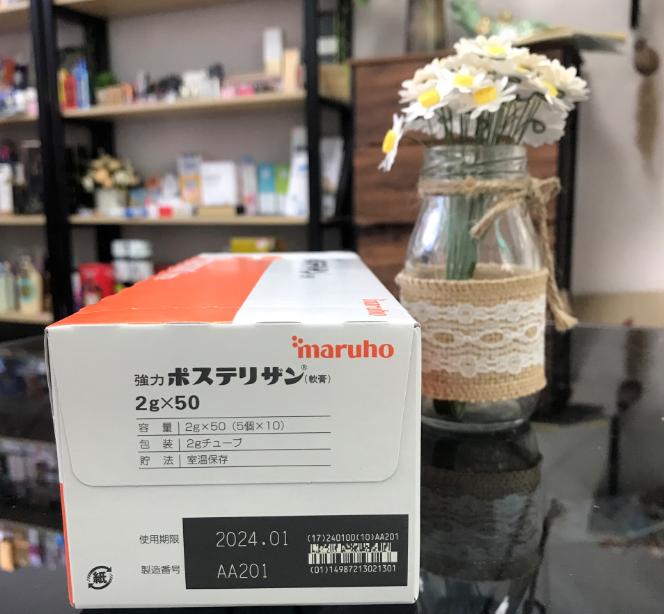 maruho
maruho
強力 ポステリザン®(軟膏)
2g×50
容 量 2g×50 (5個×10)
包 装 2gチューブ
貯 法 室温保存
使用期限 2024.01
(17)240100(10)AA201
製造番号 AA201
(01)14987213021301
紙